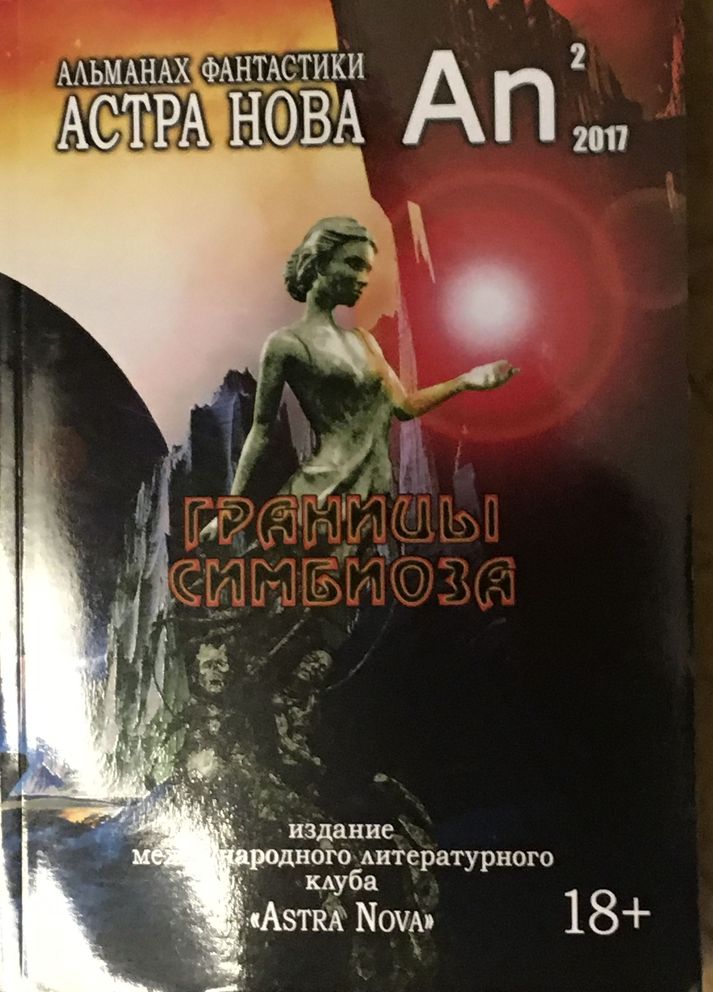 АЛЬМАНАХ ФАНТАСТИКИ
АСТРА НОВА
An 2
2017
ГРАНИЦЫ
СИМБИОЗА
издание
международного литературного
клуба
«ASTRA NOVA»
18+